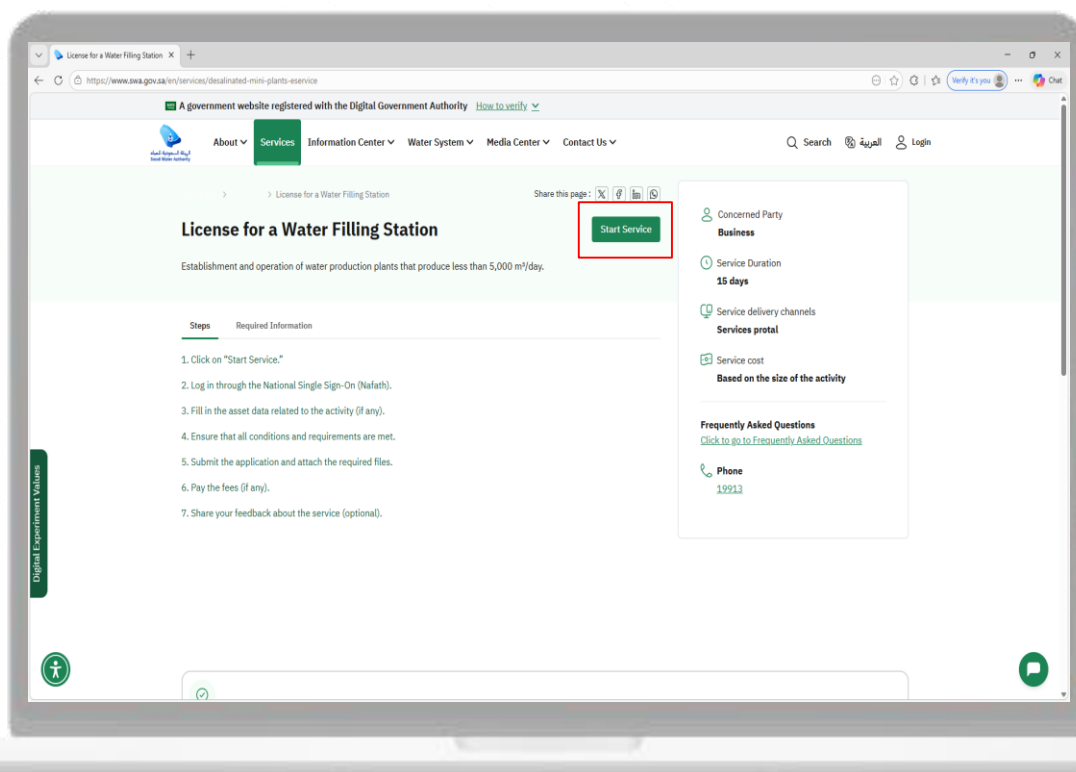 License for a Water Filling Station
https://www.swa.gov.sa/en/services/desalinated-mini-plants-eservice
Verify it's you
Chat
A government website registered with the Digital Government Authority How to verify
الهيئة السعودية للمياه
Saudi Water Authority
About
Services
Information Center
Water System
Media Center
Contact Us
Search
العربية
Login
> > License for a Water Filling Station
Share this page :
License for a Water Filling Station
Start Service
Establishment and operation of water production plants that produce less than 5,000 m³/day.
Steps
Required Information
1. Click on "Start Service."
2. Log in through the National Single Sign-On (Nafath).
3. Fill in the asset data related to the activity (if any).
4. Ensure that all conditions and requirements are met.
5. Submit the application and attach the required files.
6. Pay the fees (if any).
7. Share your feedback about the service (optional).
Concerned Party
Business
Service Duration
15 days
Service delivery channels
Services protal
Service cost
Based on the size of the activity
Frequently Asked Questions
Click to go to Frequently Asked Questions
Phone
19913
Digital Experiment Values